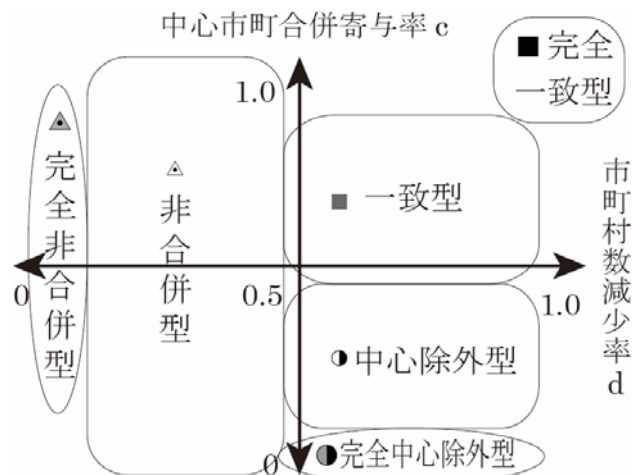 中心市町合併寄与率 c
■ 完全
一致型
1.0
完全非合併型
非合併型
一致型
市町村数減少率 d
0
0.5
1.0
中心除外型
0
完全中心除外型